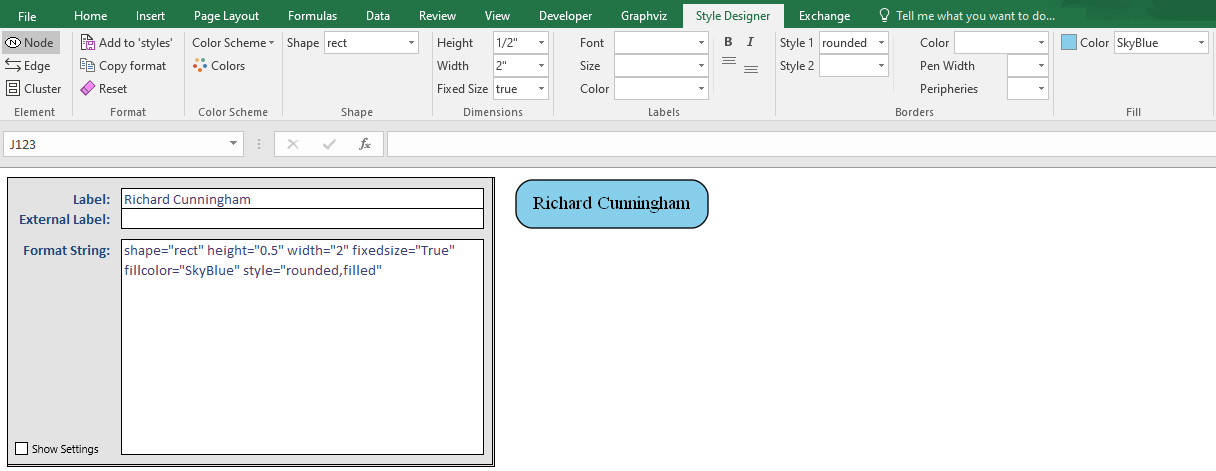 File Home Insert Page Layout Formulas Data Review View Developer Graphviz Style Designer Exchange Tell me what you want to do...
N Node Add to 'styles' Color Scheme Shape rect Height 1/2" Font B I Style 1 rounded Color Color SkyBlue
Edge Copy format Colors Width 2" Size Style 2 Pen Width
Cluster Reset Fixed Size true Color Peripheries
Element Format Color Scheme Shape Dimensions Labels Borders Fill
J123 fx
Label: Richard Cunningham
External Label:
Format String: shape="rect" height="0.5" width="2" fixedsize="True"
fillcolor="SkyBlue" style="rounded,filled"
Show Settings
Richard Cunningham